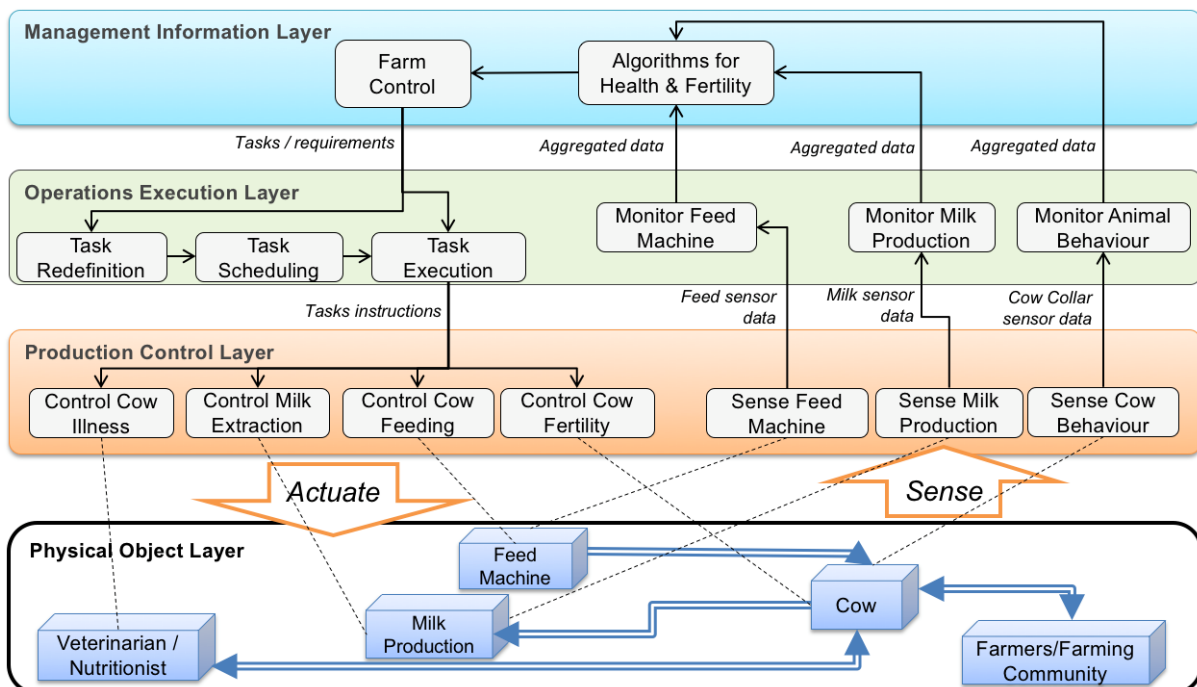 Management Information Layer
Farm
Control
Algorithms for
Health & Fertility
Tasks / requirements
Aggregated data
Aggregated data
Aggregated data
Operations Execution Layer
Task
Redefinition
Task
Scheduling
Task
Execution
Monitor Feed
Machine
Monitor Milk
Production
Monitor Animal
Behaviour
Tasks instructions
Feed sensor
data
Milk sensor
data
Cow Collar
sensor data
Production Control Layer
Control Cow
Illness
Control Milk
Extraction
Control Cow
Feeding
Control Cow
Fertility
Sense Feed
Machine
Sense Milk
Production
Sense Cow
Behaviour
Actuate
Sense
Physical Object Layer
Feed
Machine
Cow
Milk
Production
Veterinarian /
Nutritionist
Farmers/Farming
Community